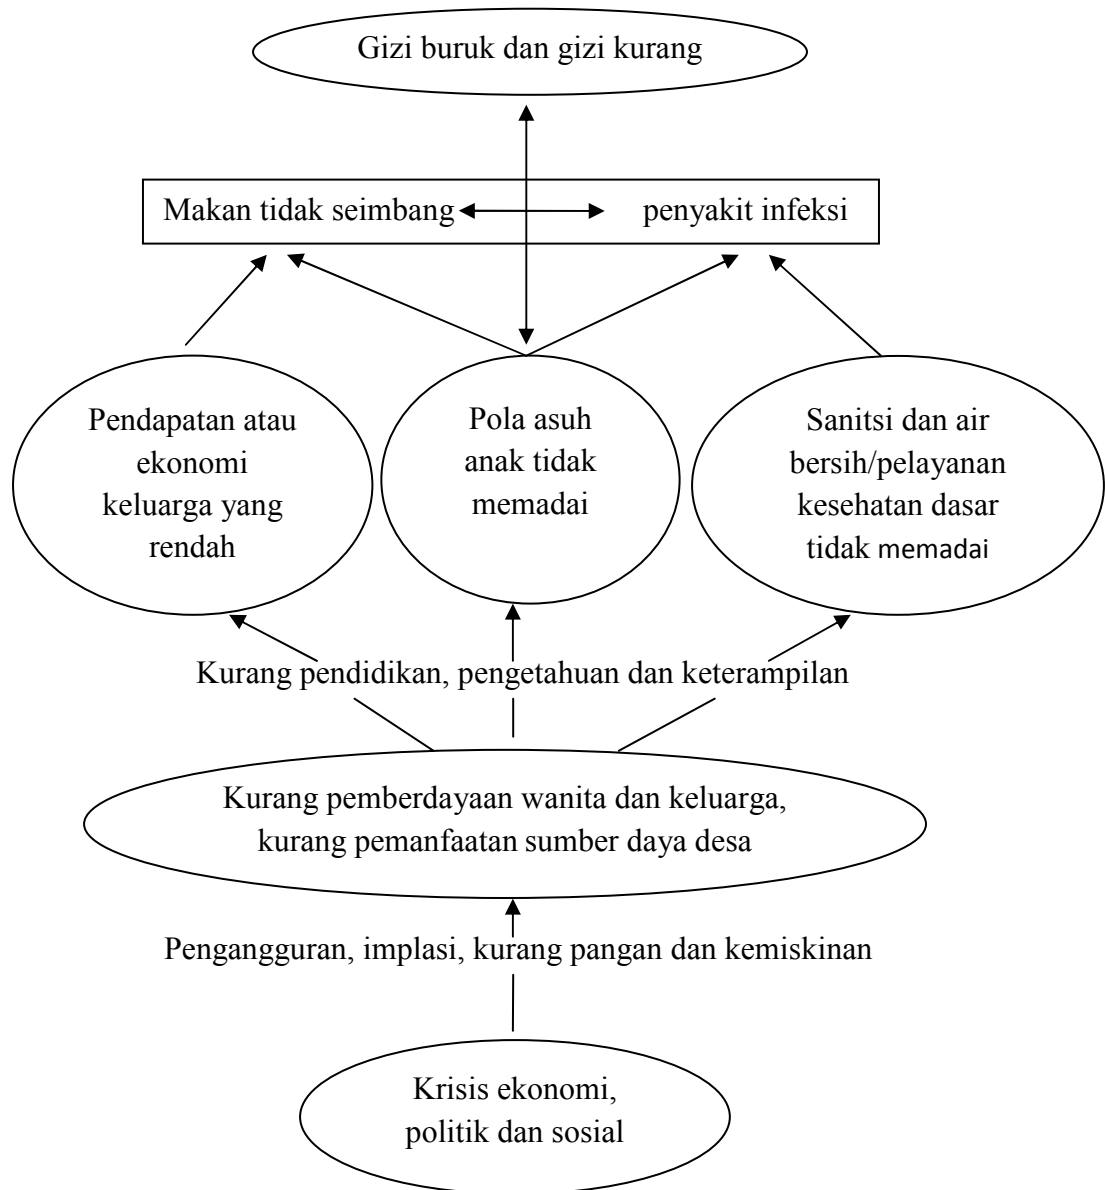 Gizi buruk dan gizi kurang
Makan tidak seimbang penyakit infeksi
Pendapatan atau
ekonomi
keluarga yang
rendah
Pola asuh
anak tidak
memadai
Sanitsi dan air
bersih/pelayanan
kesehatan dasar
tidak memadai
Kurang pendidikan, pengetahuan dan keterampilan
Kurang pemberdayaan wanita dan keluarga,
kurang pemanfaatan sumber daya desa
Pengangguran, implasi, kurang pangan dan kemiskinan
Krisis ekonomi,
politik dan sosial